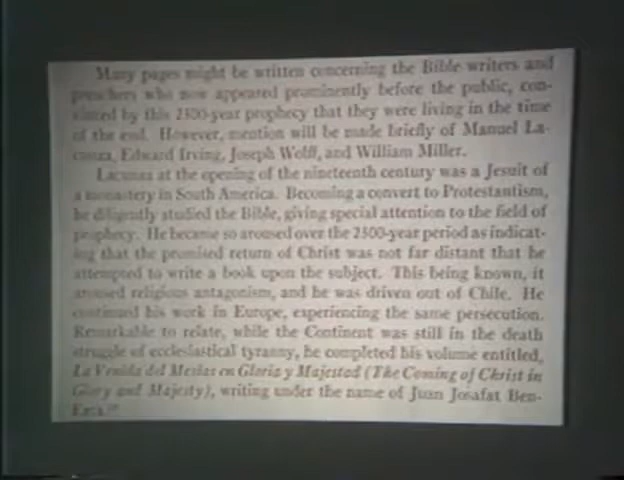 Many pages might be written concerning the Bible writers and
preachers who now appeared prominently before the public, con-
vinced by this 2300-year prophecy that they were living in the time
of the end. However, mention will be made briefly of Manuel La-
cunza, Edward Irving, Joseph Wolff, and William Miller.
Lacunza at the opening of the nineteenth century was a Jesuit of
a monastery in South America. Becoming a convert to Protestantism,
he diligently studied the Bible, giving special attention to the field of
prophecy. He became so aroused over the 2300-year period as indicat-
ing that the promised return of Christ was not far distant that he
attempted to write a book upon the subject. This being known, it
aroused religious antagonism, and he was driven out of Chile. He
continued his work in Europe, experiencing the same persecution.
Remarkable to relate, while the Continent was still in the death
struggle of ecclesiastical tyranny, he completed his volume entitled,
La Venida del Mesías en Gloria y Majestad (The Coming of Christ in
Glory and Majesty), writing under the name of Juan Josafat Ben-
Ezra.